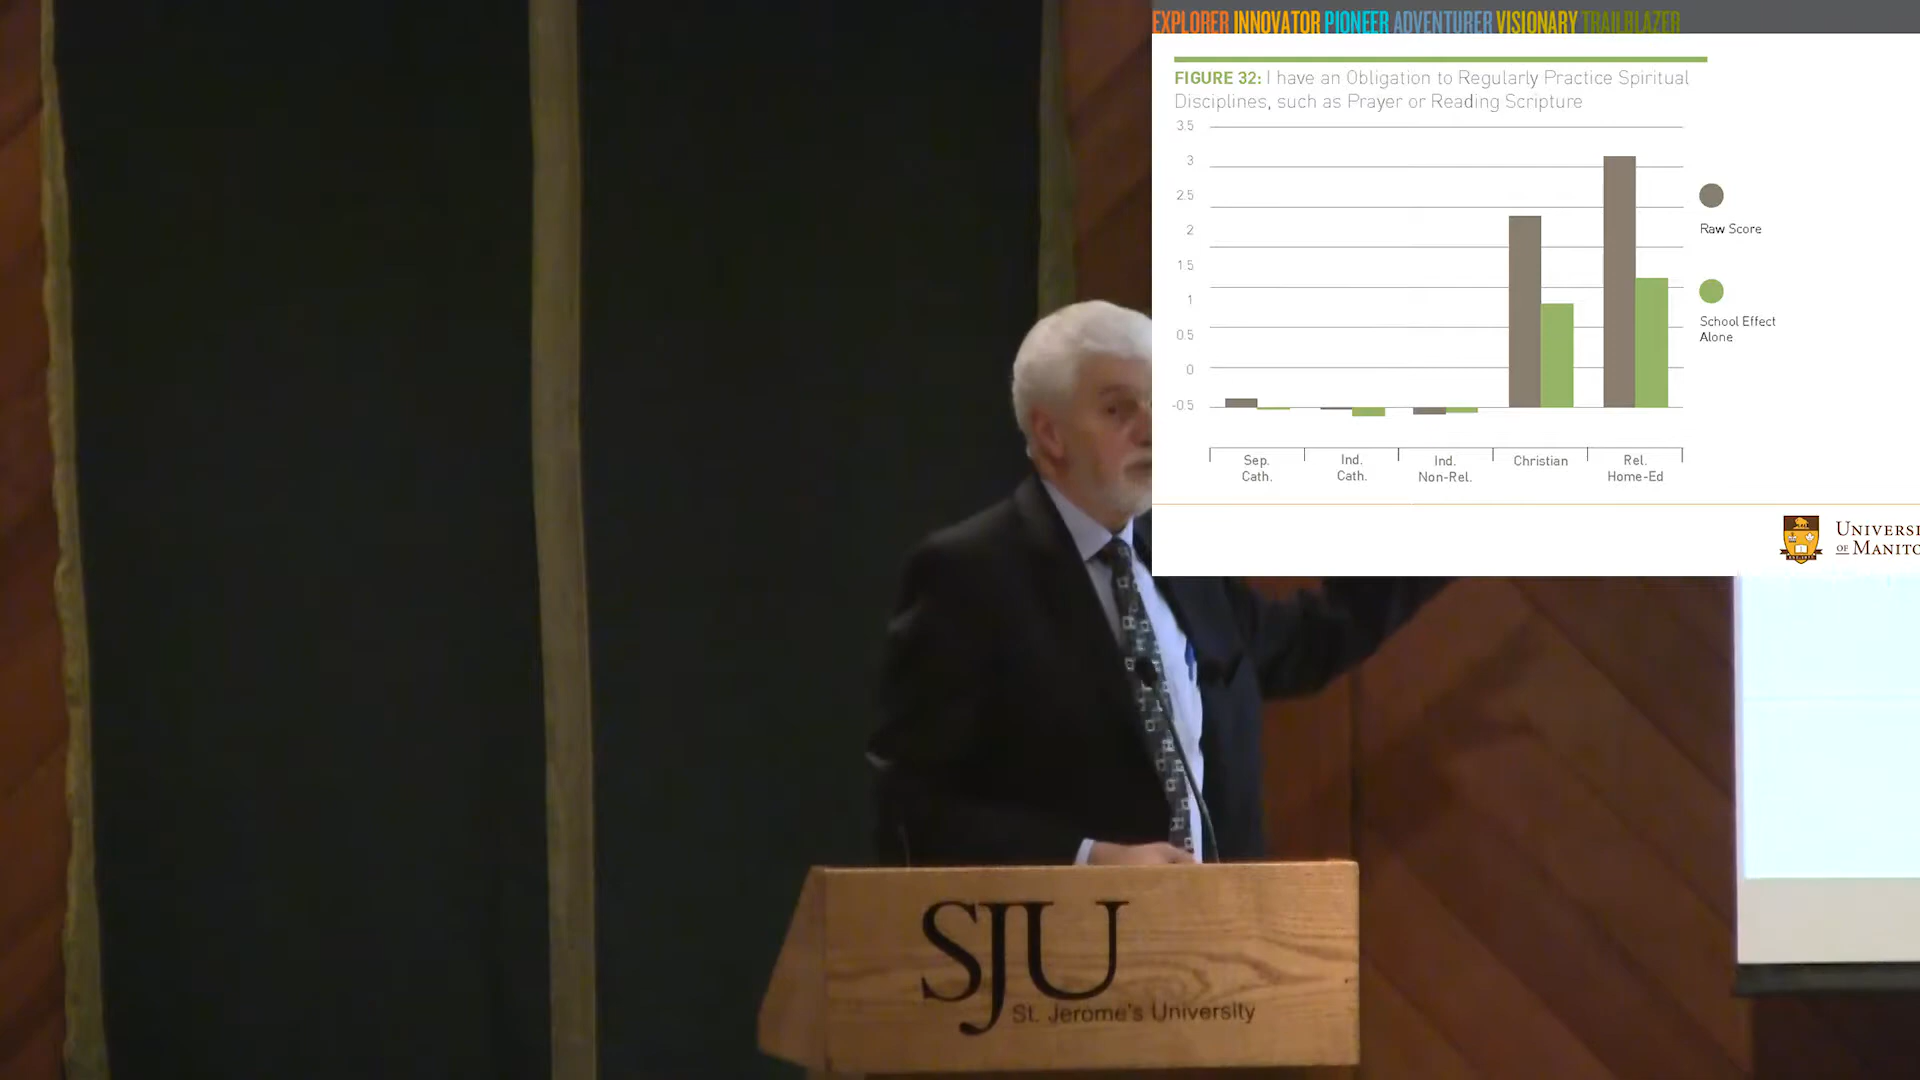 EXPLORER INNOVATOR PIONEER ADVENTURER VISIONARY TRAILBLAZER
FIGURE 32: I have an Obligation to Regularly Practice Spiritual
Disciplines, such as Prayer or Reading Scripture
3.5
3
2.5
2
1.5
1
0.5
0
-0.5
Raw Score
School Effect
Alone
Sep.
Cath.
Ind.
Cath.
Ind.
Non-Rel.
Christian
Rel.
Home-Ed
UNIVERSI
OF MANITO
SJU
St. Jerome's University